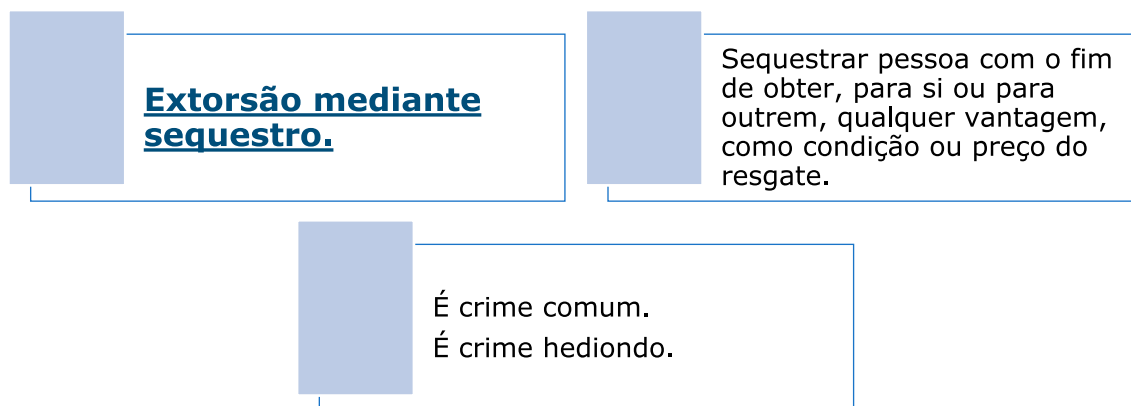 Extorsão mediante
sequestro.
Sequestrar pessoa com o fim
de obter, para si ou para
outrem, qualquer vantagem,
como condição ou preço do
resgate.
É crime comum.
É crime hediondo.